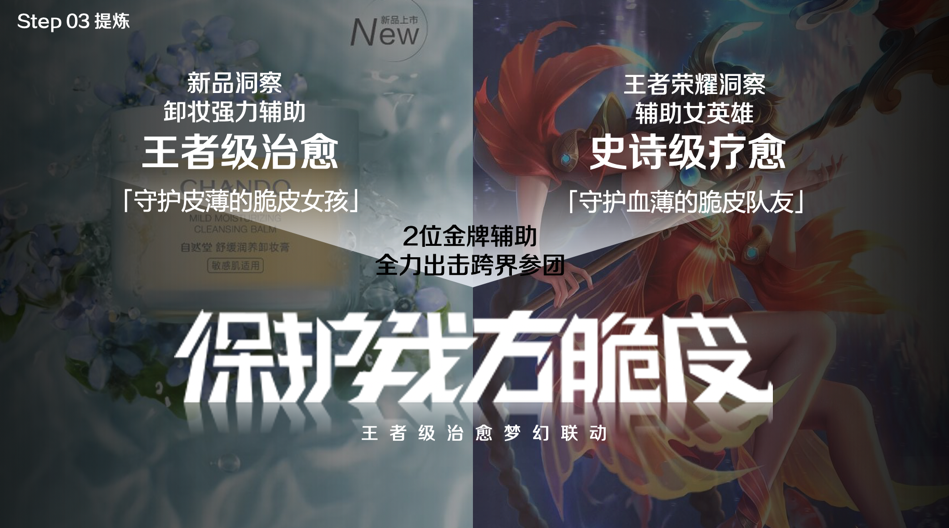 Step 03 提炼
New
新品上市
新品洞察
卸妆强力辅助
王者级治愈
「守护皮薄的脆皮女孩」
CHANDO
MILD MOISTURIZING
CLEANSING BALM
自然堂 舒缓润养卸妆膏
敏感肌适用
王者荣耀洞察
辅助女英雄
史诗级疗愈
「守护血薄的脆皮队友」
2位金牌辅助
全力出击跨界参团
保护我方脆皮
王者级治愈梦幻联动